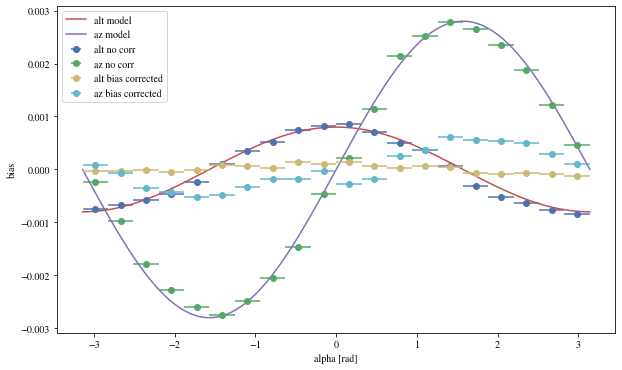 0.003
0.002
0.001
0.000
−0.001
−0.002
−0.003
bias
alt model
az model
alt no corr
az no corr
alt bias corrected
az bias corrected
−3 −2 −1 0 1 2 3
alpha [rad]